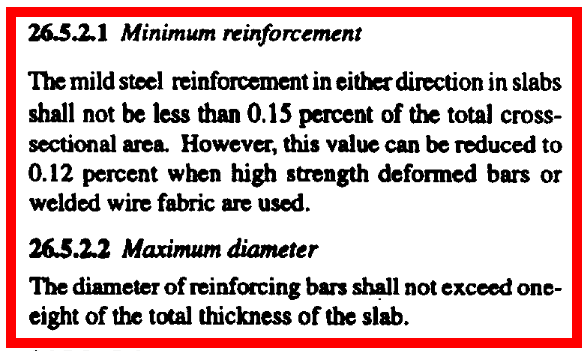 26.5.2.1 Minimum reinforcement
The mild steel reinforcement in either direction in slabs
shall not be less than 0.15 percent of the total cross-
sectional area. However, this value can be reduced to
0.12 percent when high strength deformed bars or
welded wire fabric are used.
26.5.2.2 Maximum diameter
The diameter of reinforcing bars shall not exceed one-
eight of the total thickness of the slab.